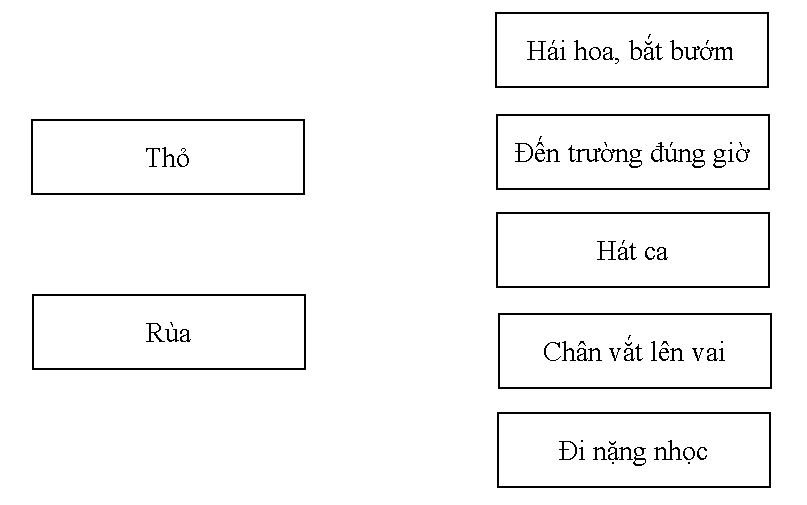 Thỏ
Rùa
Hái hoa, bắt bướm
Đến trường đúng giờ
Hát ca
Chân vắt lên vai
Đi nặng nhọc